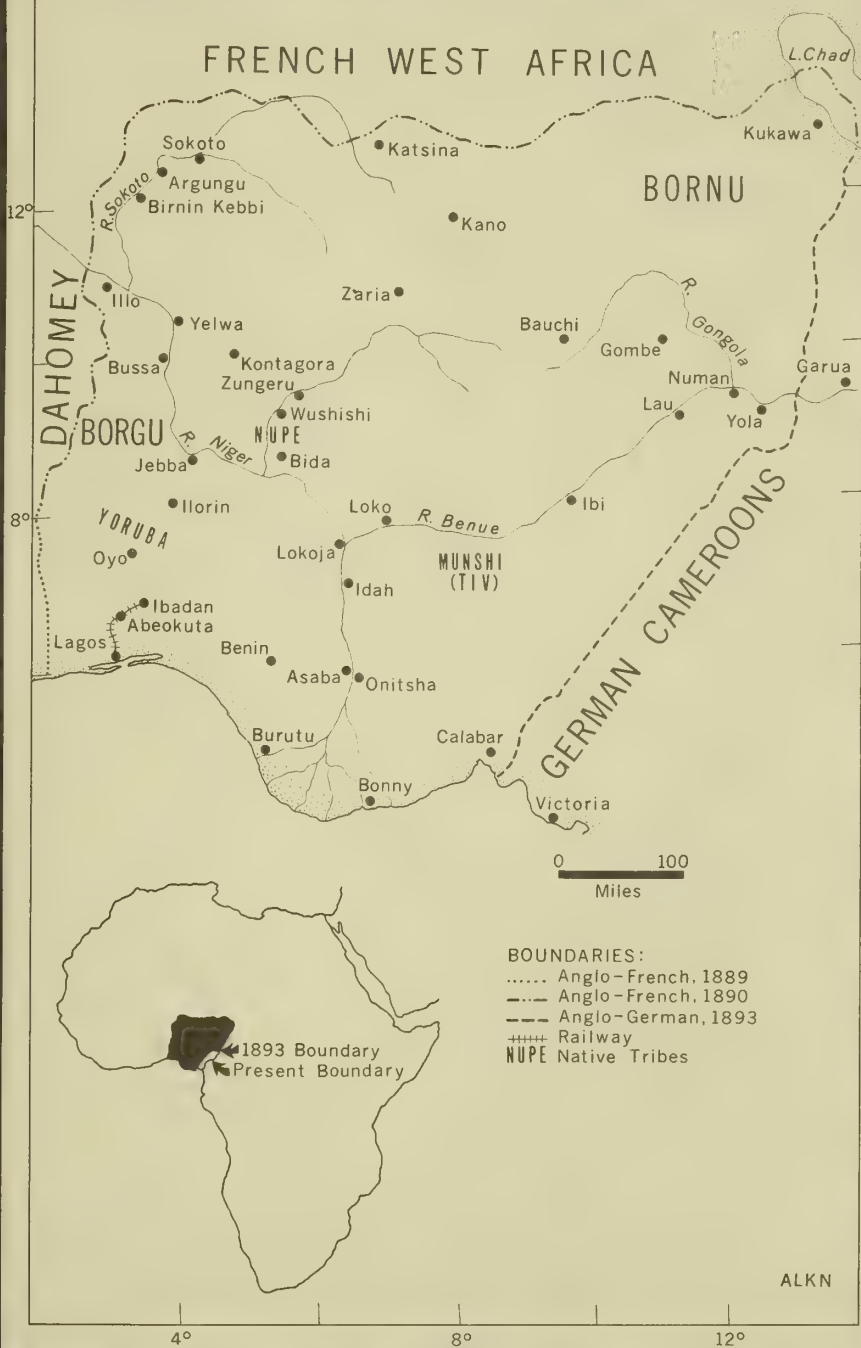 FRENCH WEST AFRICA
L.Chad
Kukawa
Sokoto
Katsina
Argungu
R.Sokoto
Birnin Kebbi
BORNU
12°
Kano
DAHOMEY
Illo
Zaria
R. Gongola
Yelwa
Bauchi
Gombe
Bussa
Kontagora
Zungeru
Numan
Garua
Wushishi
Lau
Yola
BORGU
NUPE
R. Niger
Bida
Jebba
Ilorin
Loko
R. Benue
Ibi
8°
YORUBA
Oyo
Lokoja
MUNSHI
(TIV)
Idah
Ibadan
Abeokuta
Lagos
Benin
Asaba
Onitsha
GERMAN CAMEROONS
Burutu
Calabar
Bonny
Victoria
0 100
Miles
BOUNDARIES:
...... Anglo-French, 1889
Anglo-French, 1890
Anglo-German, 1893
Railway
NUPE Native Tribes
1893 Boundary
Present Boundary
ALKN
4° 8° 12°